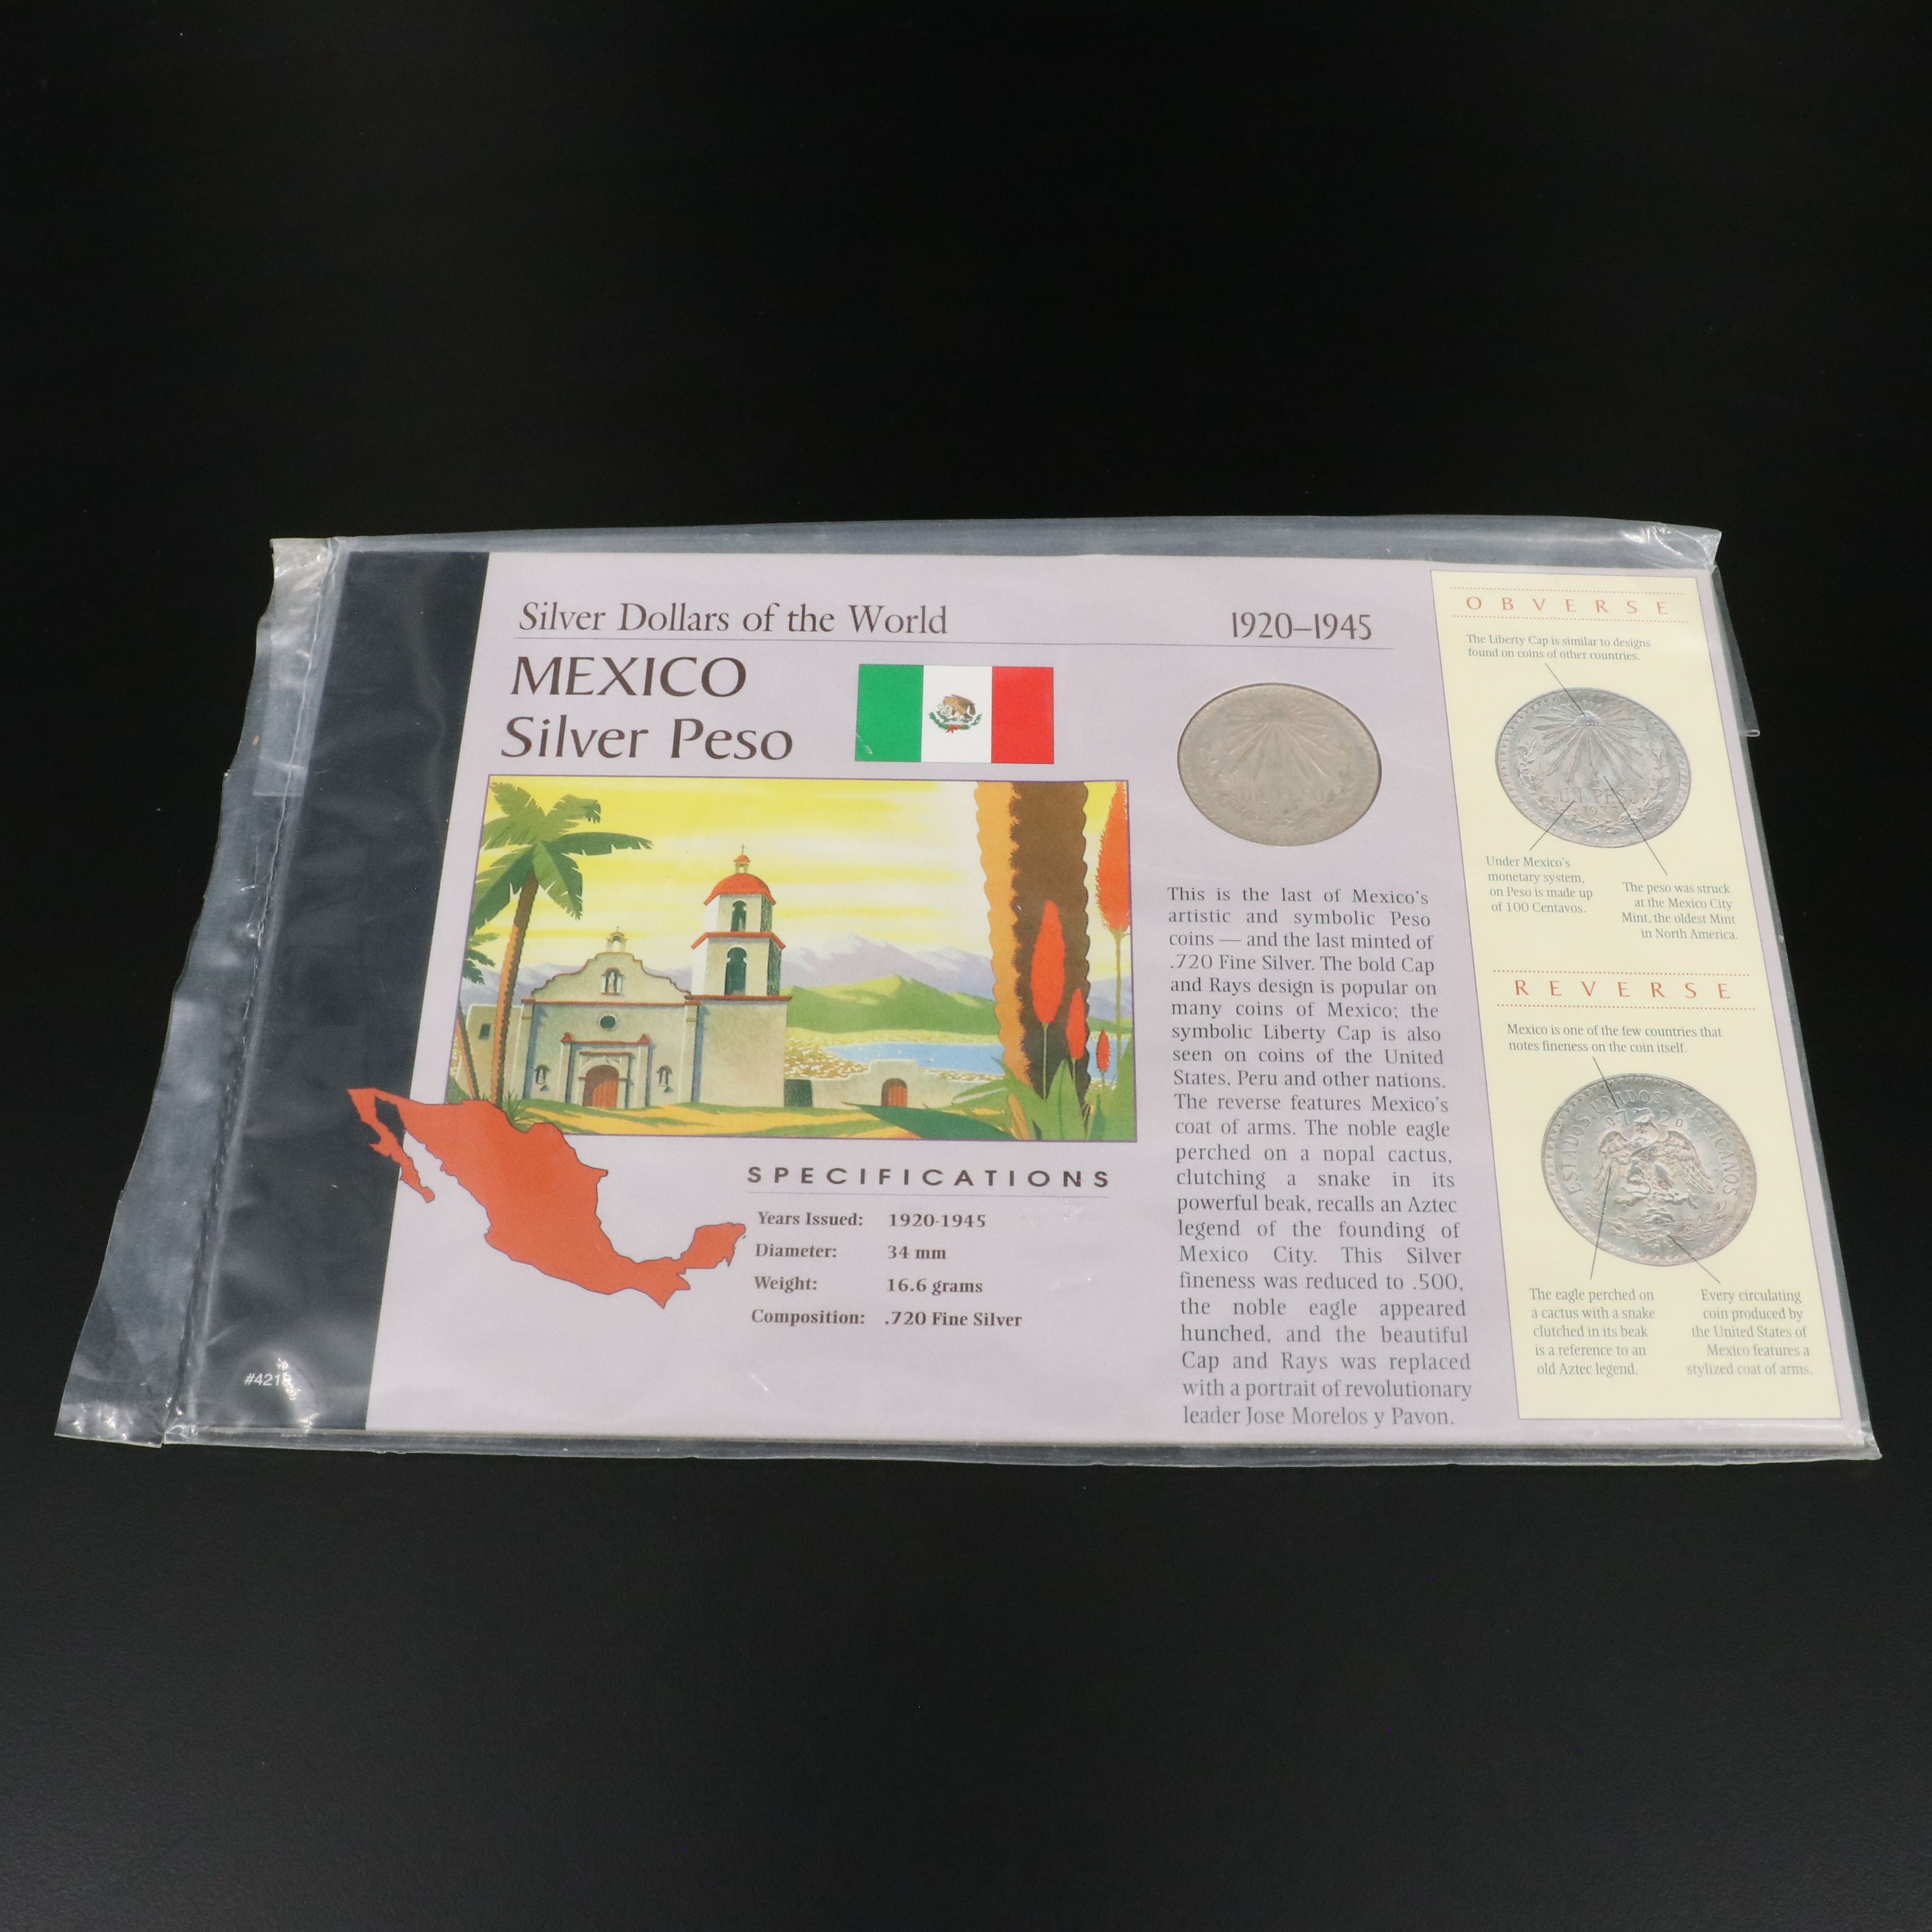 Silver Dollars of the World
1920–1945
MEXICO
Silver Peso
SPECIFICATIONS
Years Issued: 1920-1945
Diameter: 34 mm
Weight: 16.6 grams
Composition: .720 Fine Silver
This is the last of Mexico's
artistic and symbolic Peso
coins — and the last minted of
.720 Fine Silver. The bold Cap
and Rays design is popular on
many coins of Mexico; the
symbolic Liberty Cap is also
seen on coins of the United
States, Peru and other nations.
The reverse features Mexico's
coat of arms. The noble eagle
perched on a nopal cactus,
clutching a snake in its
powerful beak, recalls an Aztec
legend of the founding of
Mexico City. This Silver
fineness was reduced to .500,
the noble eagle appeared
hunched, and the beautiful
Cap and Rays was replaced
with a portrait of revolutionary
leader Jose Morelos y Pavon.
OBVERSE
The Liberty Cap is similar to designs
found on coins of other countries.
UN PESO
Under Mexico's
monetary system,
on Peso is made up
of 100 Centavos.
The peso was struck
at the Mexico City
Mint, the oldest Mint
in North America.
REVERSE
Mexico is one of the few countries that
notes fineness on the coin itself.
ESTADOS UNIDOS MEXICANOS
The eagle perched on
a cactus with a snake
clutched in its beak
is a reference to an
old Aztec legend.
Every circulating
coin produced by
the United States of
Mexico features a
stylized coat of arms.